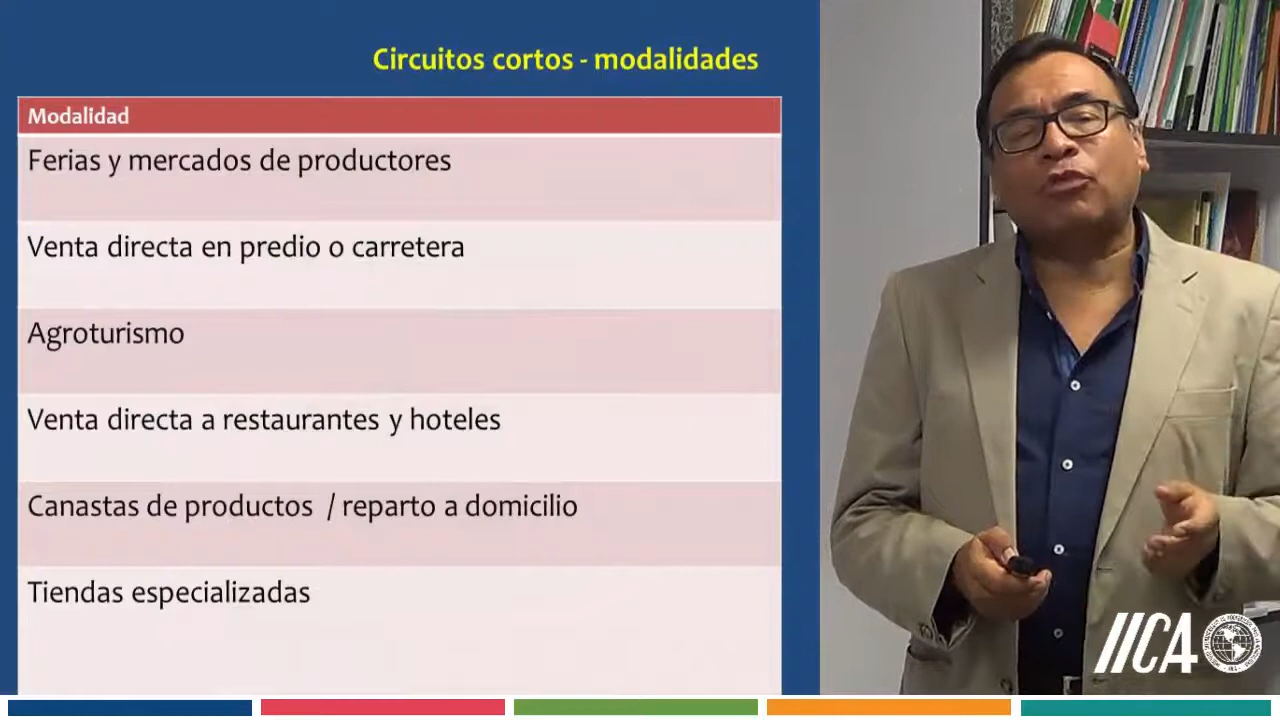 Circuitos cortos - modalidades
Modalidad
Ferias y mercados de productores
Venta directa en predio o carretera
Agroturismo
Venta directa a restaurantes y hoteles
Canastas de productos / reparto a domicilio
Tiendas especializadas
IICA